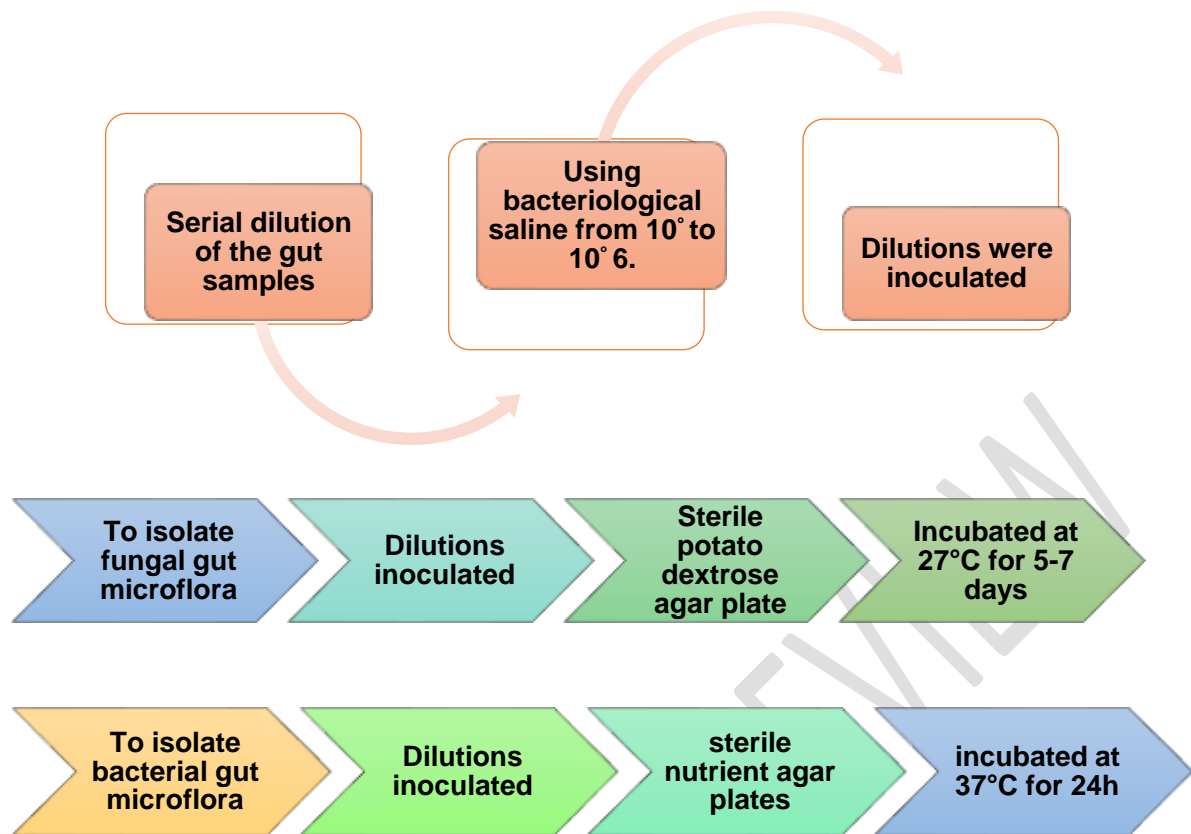 Serial dilution
of the gut
samples
Using
bacteriological
saline from 10° to
10° 6.
Dilutions were
inoculated
To isolate
fungal gut
microflora
Dilutions
inoculated
Sterile
potato
dextrose
agar plate
Incubated at
27°C for 5-7
days
To isolate
bacterial gut
microflora
Dilutions
inoculated
sterile
nutrient agar
plates
incubated at
37°C for 24h